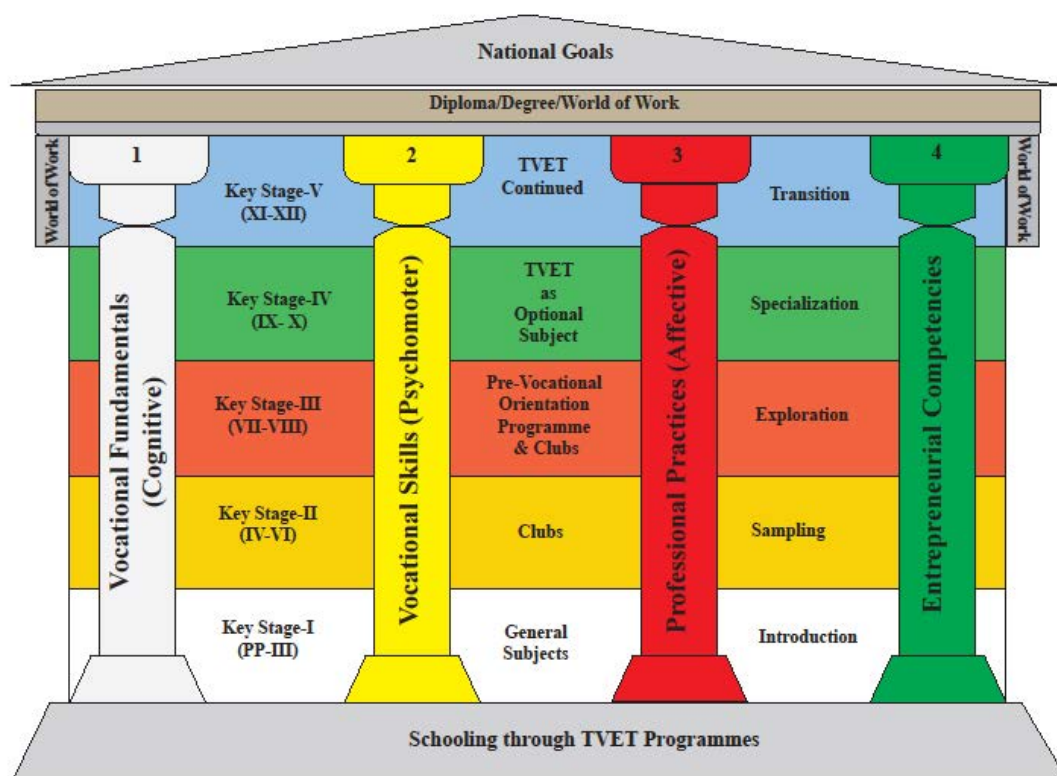 National Goals
Diploma/Degree/World of Work
World of Work
1
2
3
4
World of Work
Key Stage-V
(XI-XII)
TVET
Continued
Transition
Key Stage-IV
(IX- X)
TVET
as
Optional
Subject
Specialization
Key Stage-III
(VII-VIII)
Pre-Vocational
Orientation
Programme
& Clubs
Exploration
Key Stage-II
(IV-VI)
Clubs
Sampling
Key Stage-I
(PP-III)
General
Subjects
Introduction
Vocational Fundamentals
(Cognitive)
Vocational Skills (Psychomoter)
Professional Practices (Affective)
Entrepreneurial Competencies
Schooling through TVET Programmes